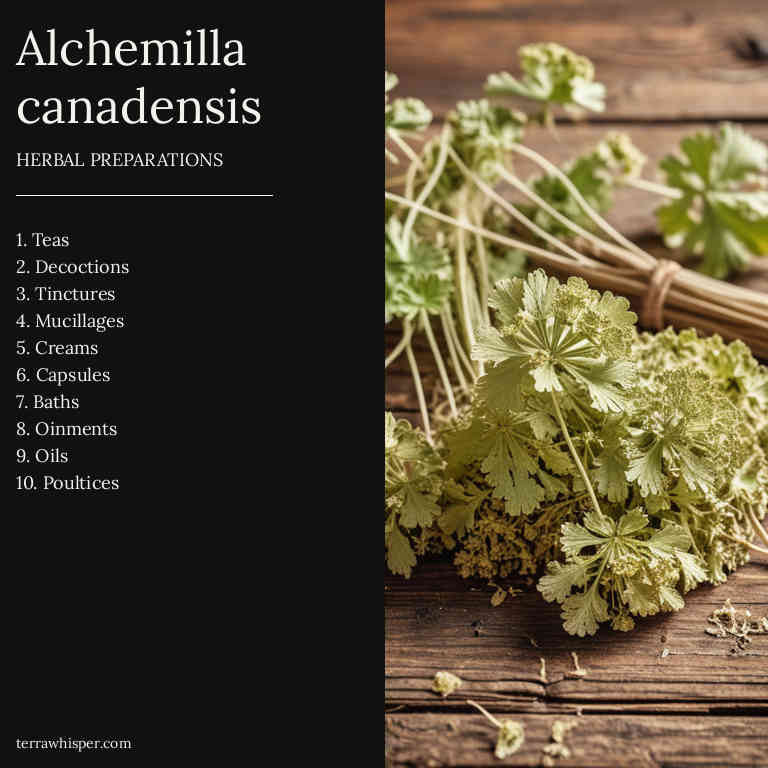 Alchemilla
canadensis
HERBAL PREPARATIONS
1. Teas
2. Decoctions
3. Tinctures
4. Mucillages
5. Creams
6. Capsules
7. Baths
8. Oinments
9. Oils
10. Poultices
terrawhisper.com